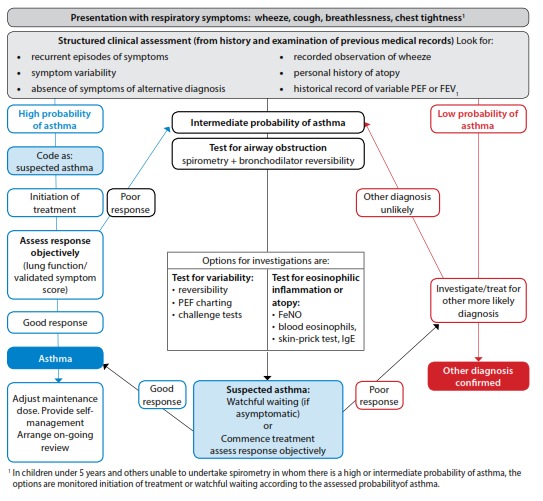 Presentation with respiratory symptoms: wheeze, cough, breathlessness, chest tightness¹
Structured clinical assessment (from history and examination of previous medical records) Look for:
• recurrent episodes of symptoms
• symptom variability
• absence of symptoms of alternative diagnosis
• recorded observation of wheeze
• personal history of atopy
• historical record of variable PEF or FEV₁
High probability
of asthma
Code as:
suspected asthma
Initiation of
treatment
Assess response
objectively
(lung function/
validated symptom
score)
Good response
Asthma
Adjust maintenance
dose. Provide self-
management
Arrange on-going
review
Poor
response
Intermediate probability of asthma
Test for airway obstruction
spirometry + bronchodilator reversibility
Options for investigations are:
Test for variability:
• reversibility
• PEF charting
• challenge tests
Test for eosinophilic
inflammation or
atopy:
• FeNO
• blood eosinophils,
• skin-prick test, IgE
Good
response
Suspected asthma:
Watchful waiting (if
asymptomatic)
or
Commence treatment
assess response objectively
Poor
response
Low probability of
asthma
Other diagnosis
unlikely
Investigate/treat for
other more likely
diagnosis
Other diagnosis
confirmed
¹ In children under 5 years and others unable to undertake spirometry in whom there is a high or intermediate probability of asthma, the
options are monitored initiation of treatment or watchful waiting according to the assessed probabilityof asthma.